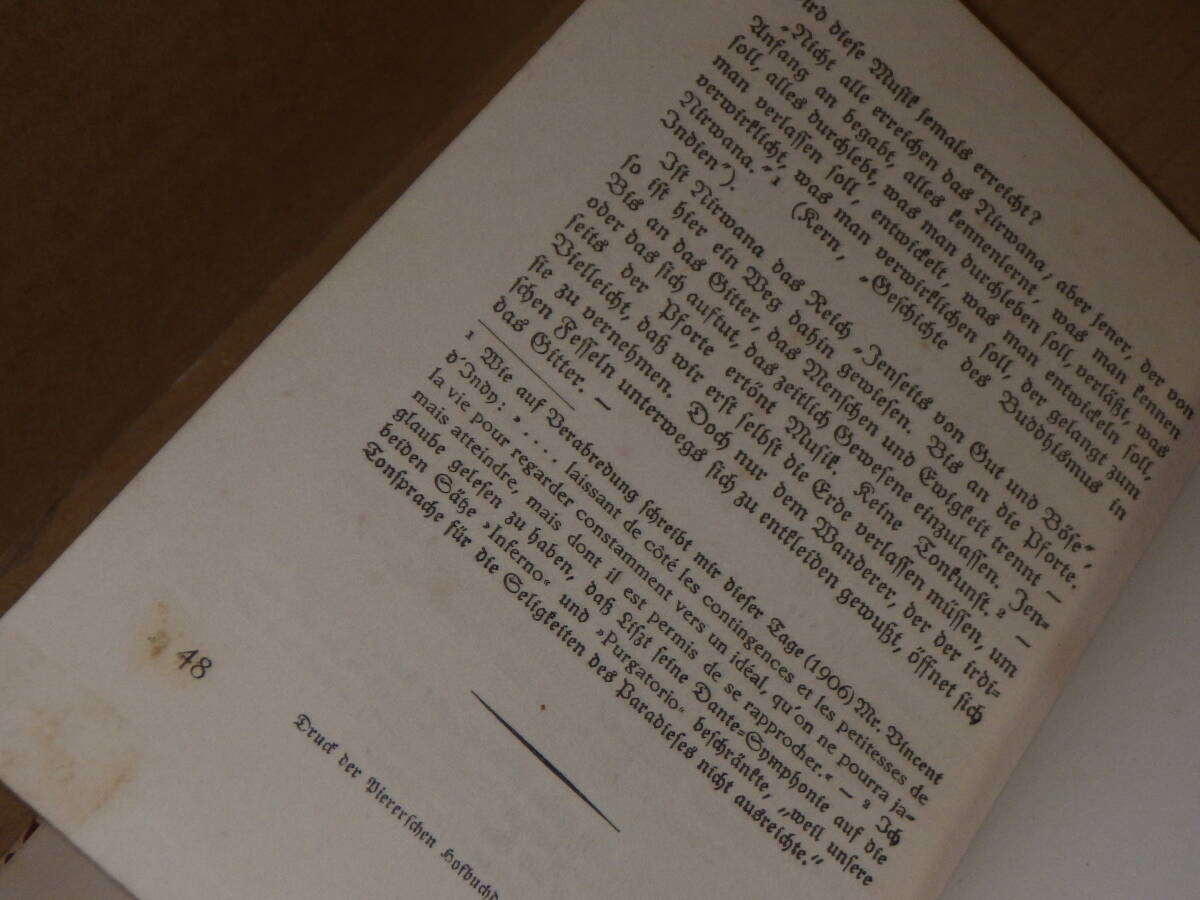 wird diese Musik jemals erreicht?
„Nicht alle erreichen das Nirwana, aber jener, der von
Anfang an begabt, alles kennenlernt, was man kennen
soll, alles durchlebt, was man durchleben soll, verläßt, was
man verlassen soll, entwickelt, was man entwickeln soll,
verwirklicht, was man verwirklichen soll, der gelangt zum
Nirwana.“ 1 (Kern, „Geschichte des Buddhismus in
Indien“).
Ist Nirwana das Reich „Jenseits von Gut und Böse“,
so ist hier ein Weg dahin gewiesen. Bis an die Pforte.
Bis an das Gitter, das Menschen und Ewigkeit trennt —
oder das sich auftut, das zeitlich Gewesene einzulassen. Jen-
seits der Pforte ertönt Musik. Keine Tonkunst. 2 —
Vielleicht, daß wir erst selbst die Erde verlassen müssen, um
sie zu vernehmen. Doch nur dem Wanderer, der der irdi-
schen Fesseln unterwegs sich zu entkleiden gewußt, öffnet sich
das Gitter. —
1 Wie auf Verabredung schreibt mir dieser Tage (1906) Mr. Vincent
d'Indy: ».... laissant de côté les contingences et les petitesses de
la vie pour regarder constamment vers un idéal, qu'on ne pourra ja-
mais atteindre, mais dont il est permis de se rapprocher.« — 2 Ich
glaube gelesen zu haben, daß Liszt seine Dante-Symphonie auf die
beiden Sätze »Inferno« und »Purgatorio« beschränkte, „weil unsere
Tonsprache für die Seligkeiten des Paradieses nicht ausreichte.“
48
Druck der Piererschen Hofbuchd